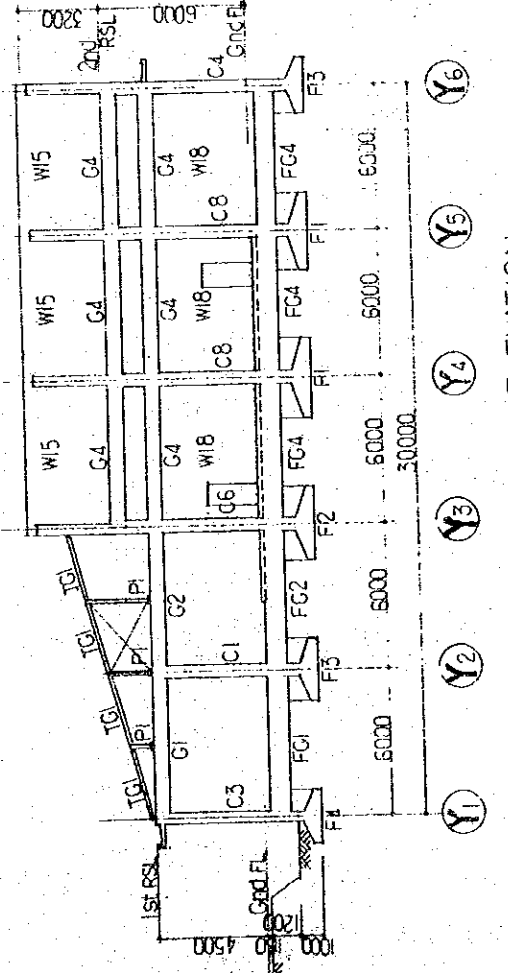 3200
2nd RSL
6000
Gnd FL
W15
W15
W15
G4
G4
G4
TG1
TG1
TG1
TG1
P1
P1
P1
1st RSL
G1
G2
G4
G4
G4
W18
W18
W18
C3
C1
C6
C8
C8
C4
4500
Gnd FL
1200
1000
FG1
FG2
FG4
FG4
FG4
F3
F2
F1
F1
F3
6000
6000
6000
6000
6000
30000
Y1
Y2
Y3
Y4
Y5
Y6